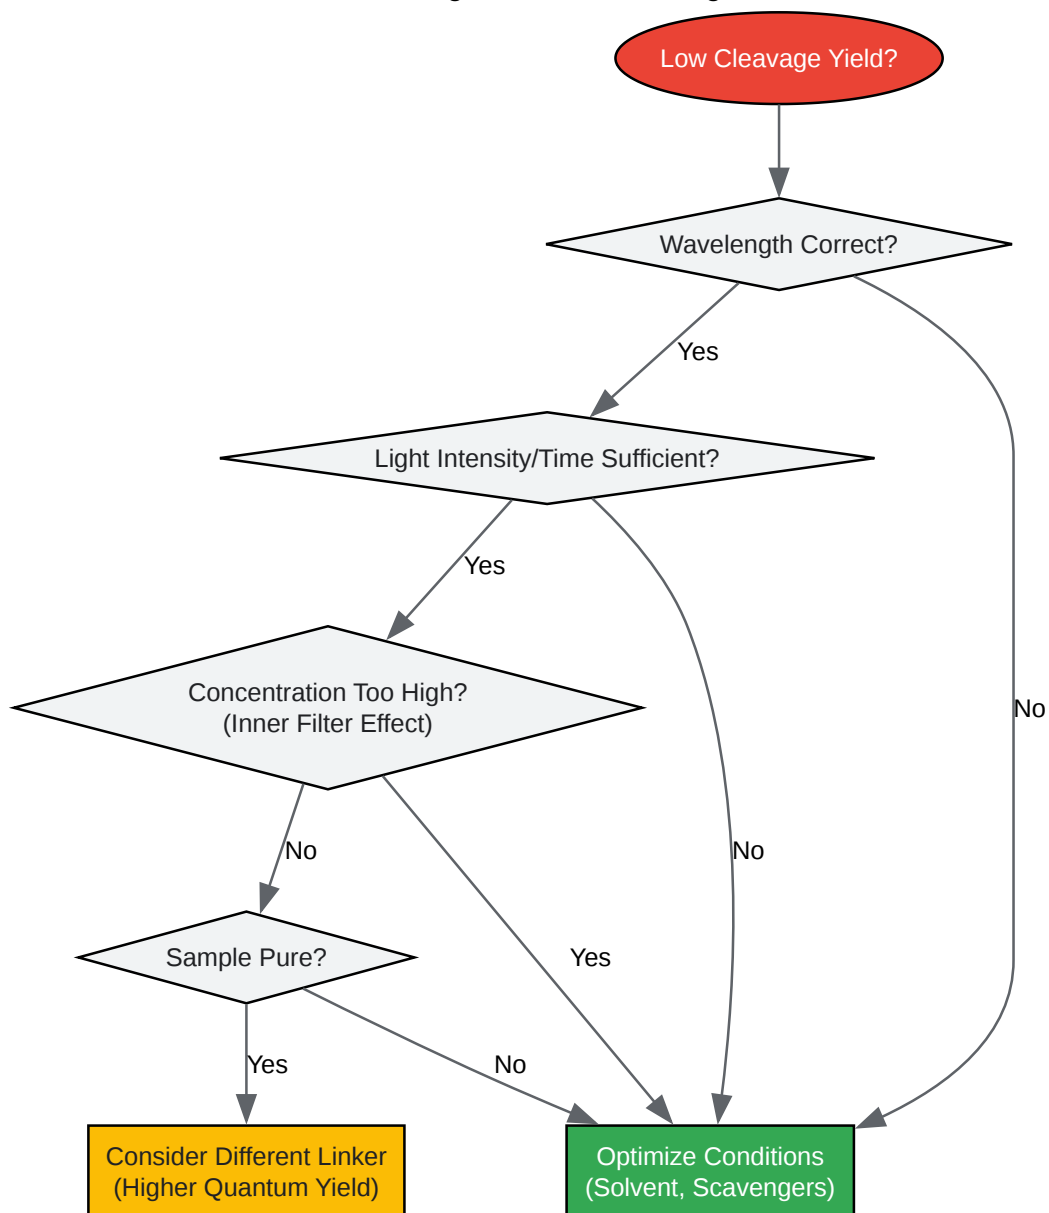 Low Cleavage Yield?
Wavelength Correct?
Yes
Light Intensity/Time Sufficient?
Yes
Concentration Too High?
(Inner Filter Effect)
No
No
No
Sample Pure?
Yes
Yes
No
Consider Different Linker
(Higher Quantum Yield)
Optimize Conditions
(Solvent, Scavengers)